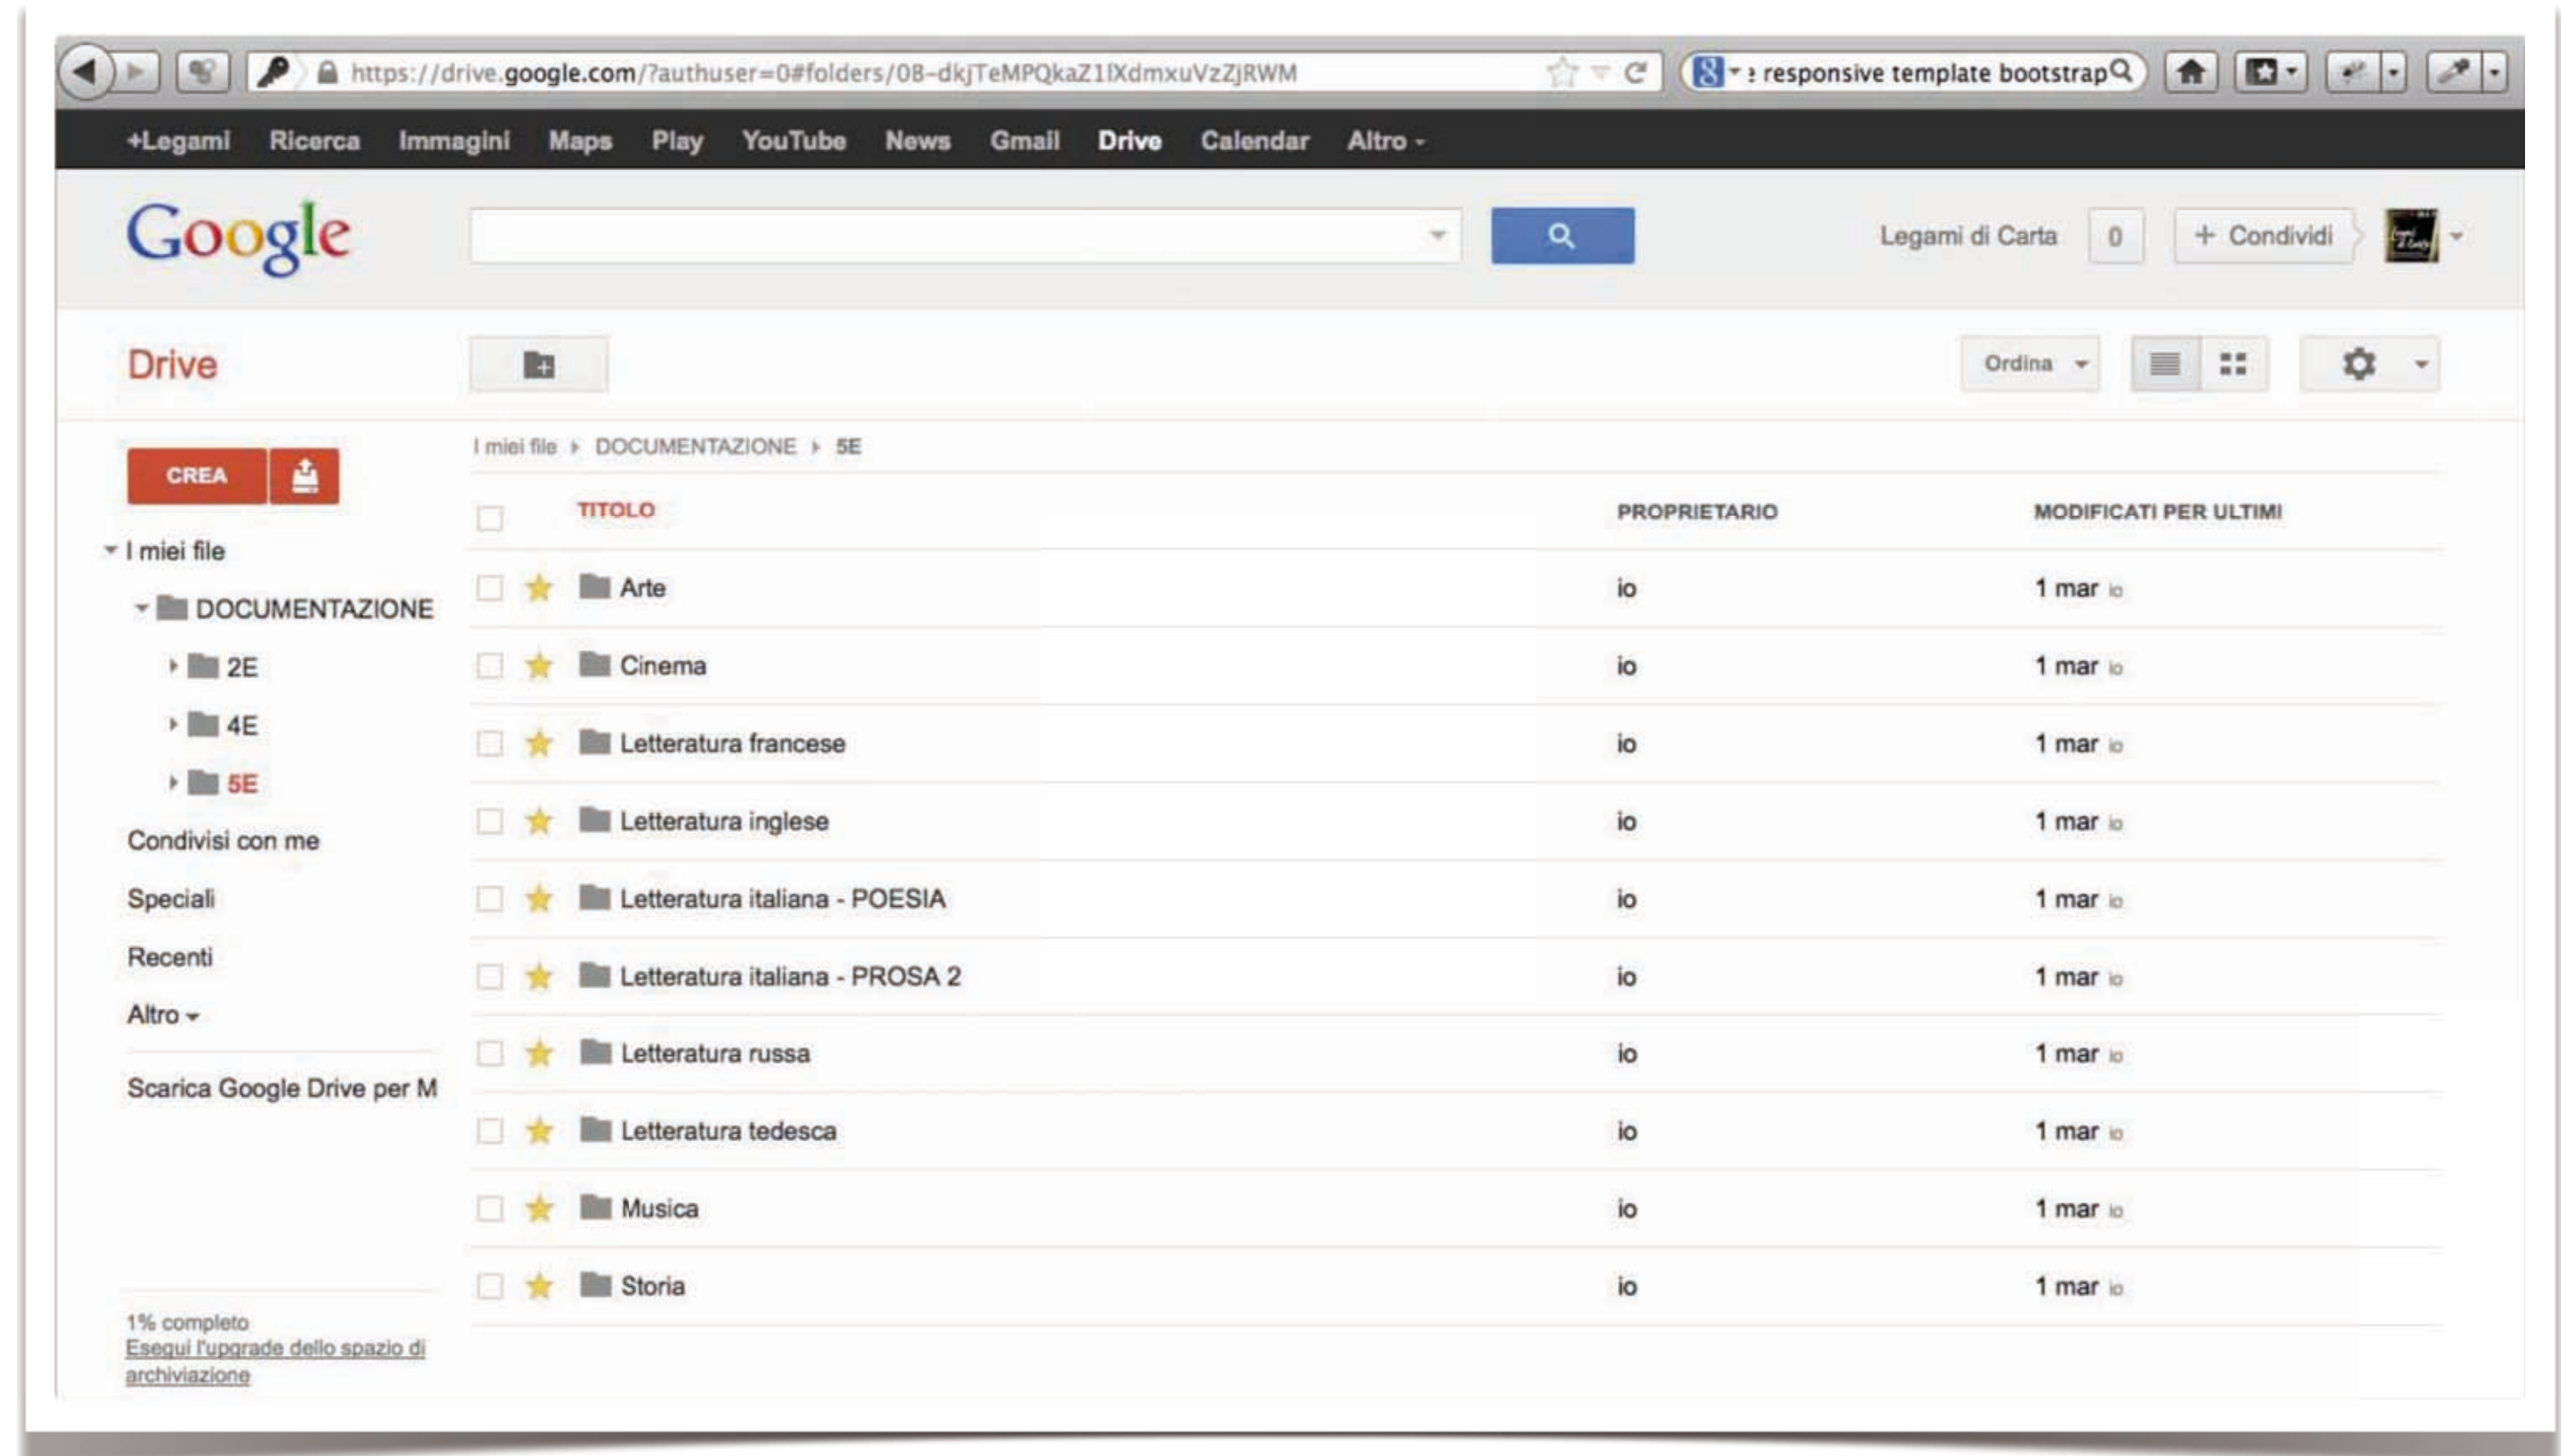 https://drive.google.com/?authuser=0#folders/0B-dkjTeMPQkaZ1lXdmxuVzZjRWM
responsive template bootstrap
+Legami Ricerca Immagini Maps Play YouTube News Gmail Drive Calendar Altro
Google
Legami di Carta 0 + Condividi
Drive
Ordina
CREA
I miei file
DOCUMENTAZIONE
2E
4E
5E
Condivisi con me
Speciali
Recenti
Altro
Scarica Google Drive per M
1% completo
Esegui l'upgrade dello spazio di
archiviazione
I miei file DOCUMENTAZIONE 5E
TITOLO PROPRIETARIO MODIFICATI PER ULTIMI
Arte io 1 mar io
Cinema io 1 mar io
Letteratura francese io 1 mar io
Letteratura inglese io 1 mar io
Letteratura italiana - POESIA io 1 mar io
Letteratura italiana - PROSA 2 io 1 mar io
Letteratura russa io 1 mar io
Letteratura tedesca io 1 mar io
Musica io 1 mar io
Storia io 1 mar io